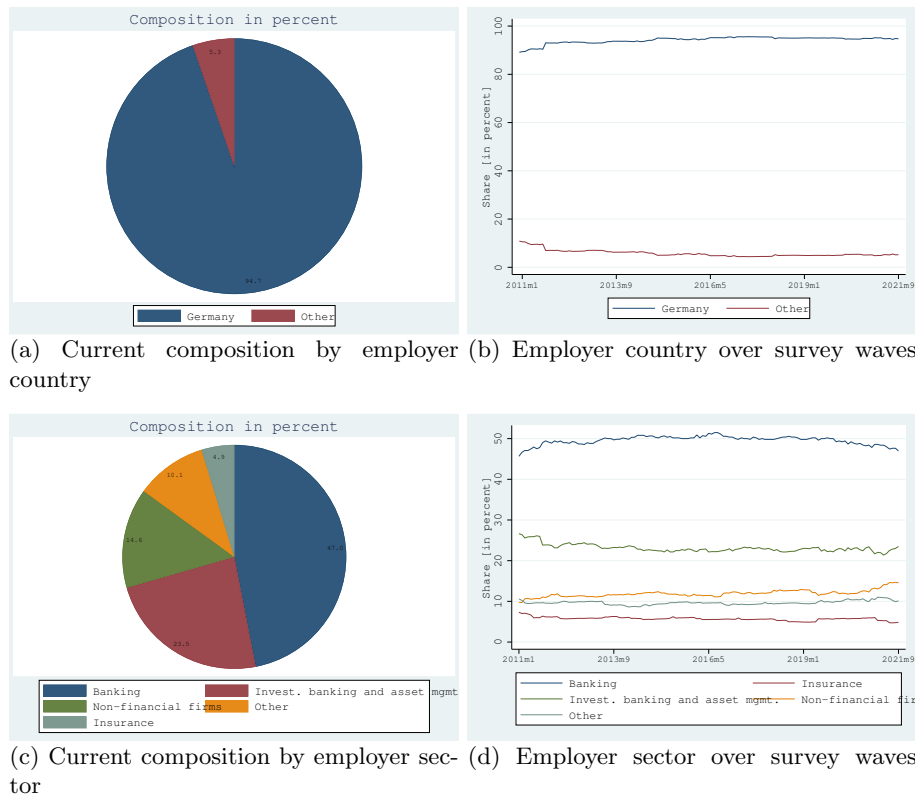 Composition in percent
5.3
94.7
Germany Other
(a) Current composition by employer
country
Share [in percent]
100
80
60
40
20
0
2011m1 2013m9 2016m5 2019m1 2021m9
Germany Other
(b) Employer country over survey waves
Composition in percent
4.9
10.1
14.6
47.0
23.5
Banking Invest. banking and asset mgmt.
Non-financial firms Other
Insurance
(c) Current composition by employer sec-
tor
Share [in percent]
50
40
30
20
10
0
2011m1 2013m9 2016m5 2019m1 2021m9
Banking Insurance
Invest. banking and asset mgmt. Non-financial fir
Other
(d) Employer sector over survey waves